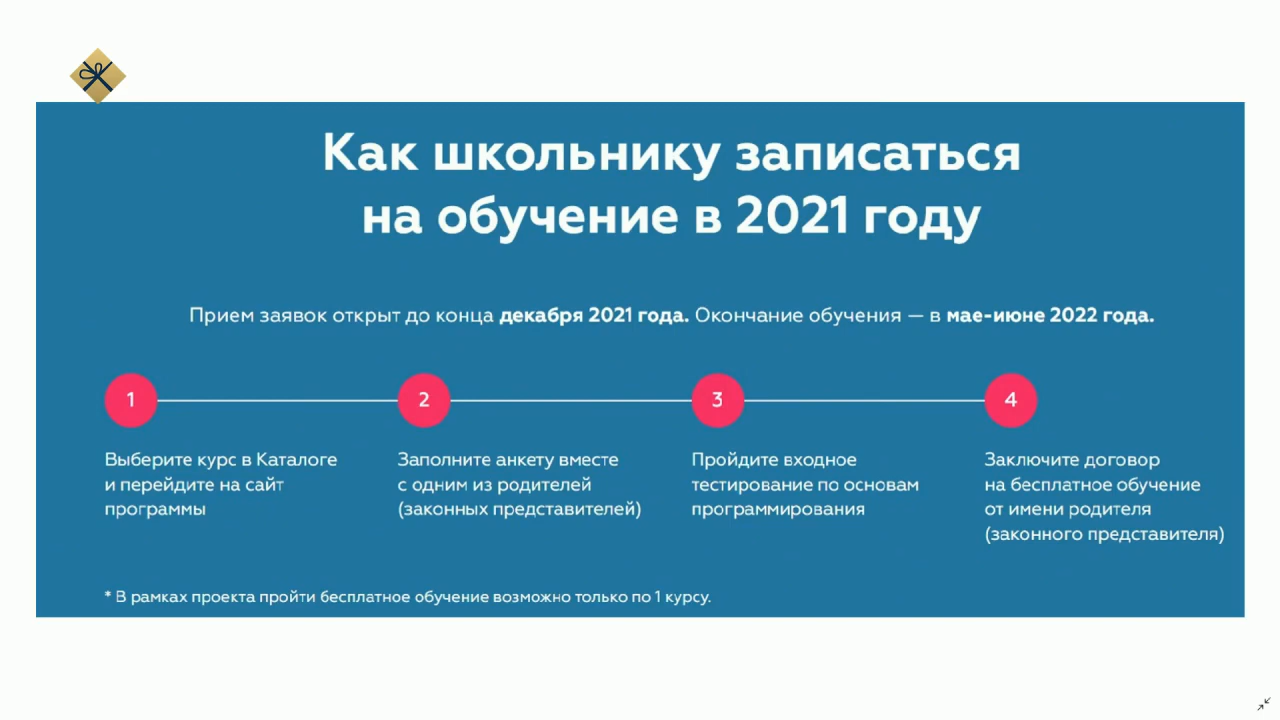 Как школьнику записаться
на обучение в 2021 году
Прием заявок открыт до конца декабря 2021 года. Окончание обучения — в мае-июне 2022 года.
1
2
3
4
Выберите курс в Каталоге
и перейдите на сайт
программы
Заполните анкету вместе
с одним из родителей
(законных представителей)
Пройдите входное
тестирование по основам
программирования
Заключите договор
на бесплатное обучение
от имени родителя
(законного представителя)
* В рамках проекта пройти бесплатное обучение возможно только по 1 курсу.